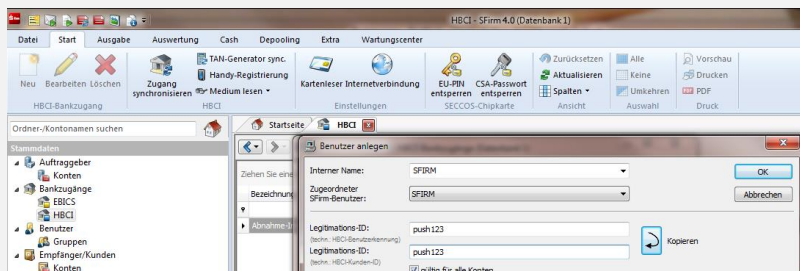 HBCI - SFirm 4.0 (Datenbank 1)
Datei Start Ausgabe Auswertung Cash Depooling Extra Wartungscenter
Neu Bearbeiten Löschen
HBCI-Bankzugang
Zugang synchronisieren
TAN-Generator sync.
Handy-Registrierung
Medium lesen
HBCI
Kartenleser Internetverbindung
Einstellungen
EU-PIN entsperren
CSA-Passwort entsperren
SECCOS-Chipkarte
Zurücksetzen
Aktualisieren
Spalten
Ansicht
Alle
Keine
Umkehren
Auswahl
Vorschau
Drucken
PDF
Druck
Ordner-/Kontonamen suchen
Startseite HBCI
Stammdaten
Auftraggeber
Konten
Bankzugänge
EBICS
HBCI
Benutzer
Gruppen
Empfänger/Kunden
Konten
Ziehen Sie eine
Bezeichnung
Benutzer anlegen
Interner Name: SFIRM
OK
Zugeordneter
SFirm-Benutzer: SFIRM
Abbrechen
Legitimations-ID: push123
(techn.: HBCI-Benutzerkennung)
Kopieren
Legitimations-ID: push123
(techn.: HBCI-Kunden-ID)
gültig für alle Konten